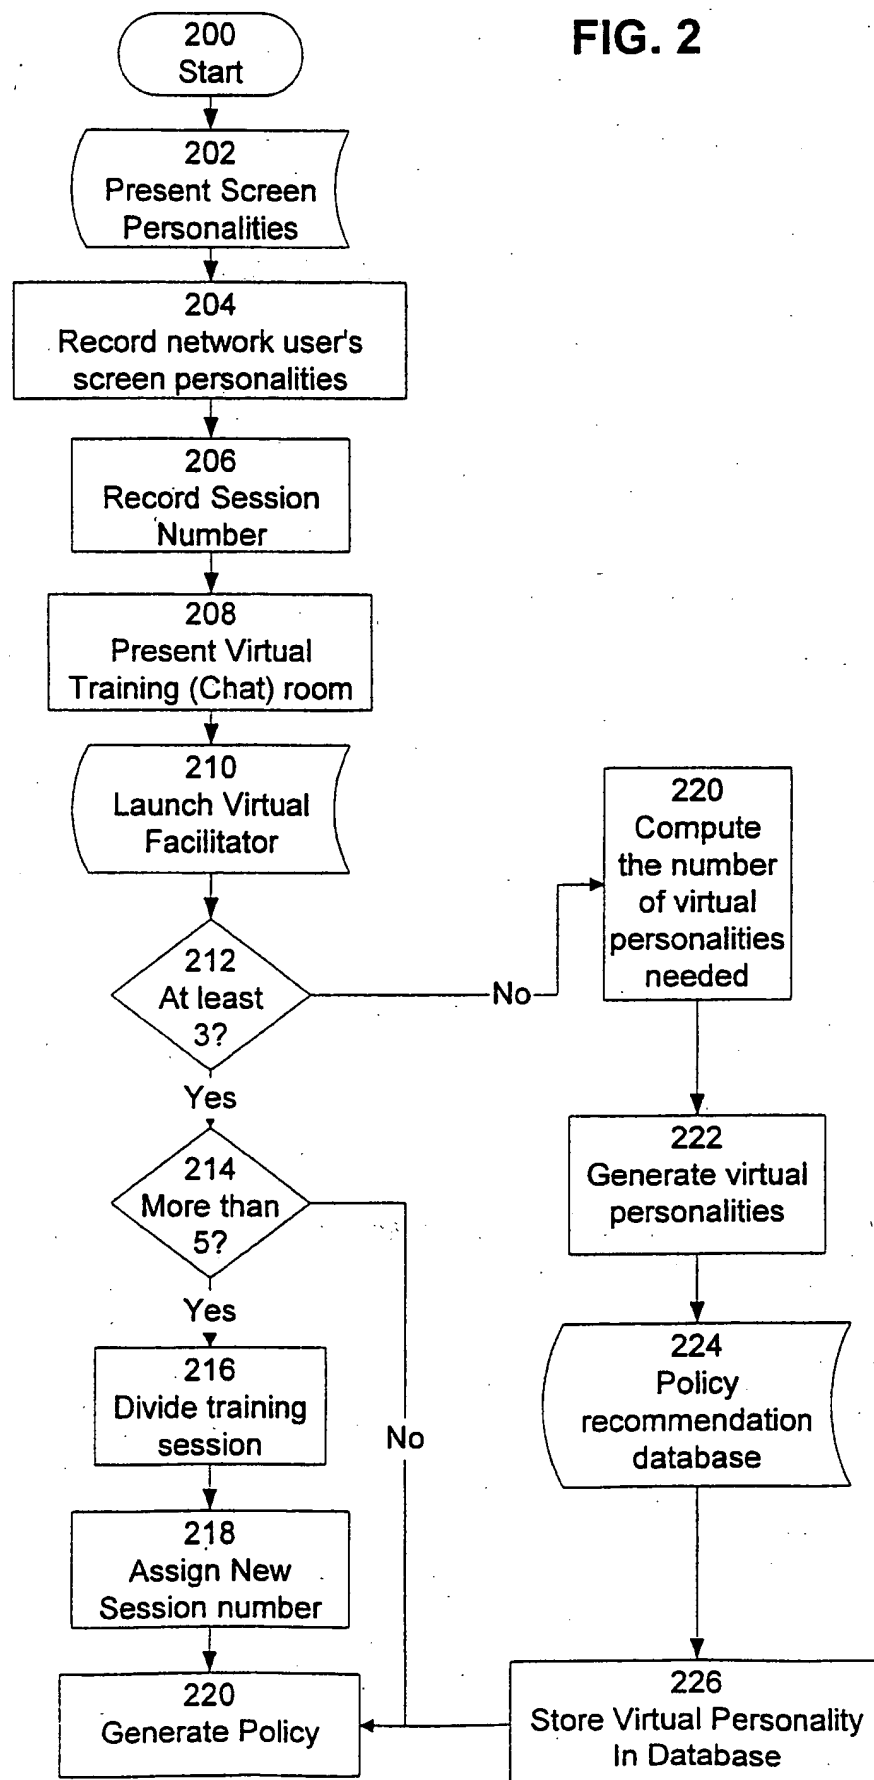 FIG. 2
200
Start
202
Present Screen
Personalities
204
Record network user's
screen personalities
206
Record Session
Number
208
Present Virtual
Training (Chat) room
210
Launch Virtual
Facilitator
212
At least
3?
No
Yes
214
More than
5?
No
Yes
216
Divide training
session
218
Assign New
Session number
220
Generate Policy
220
Compute
the number
of virtual
personalities
needed
222
Generate virtual
personalities
224
Policy
recommendation
database
226
Store Virtual Personality
In Database